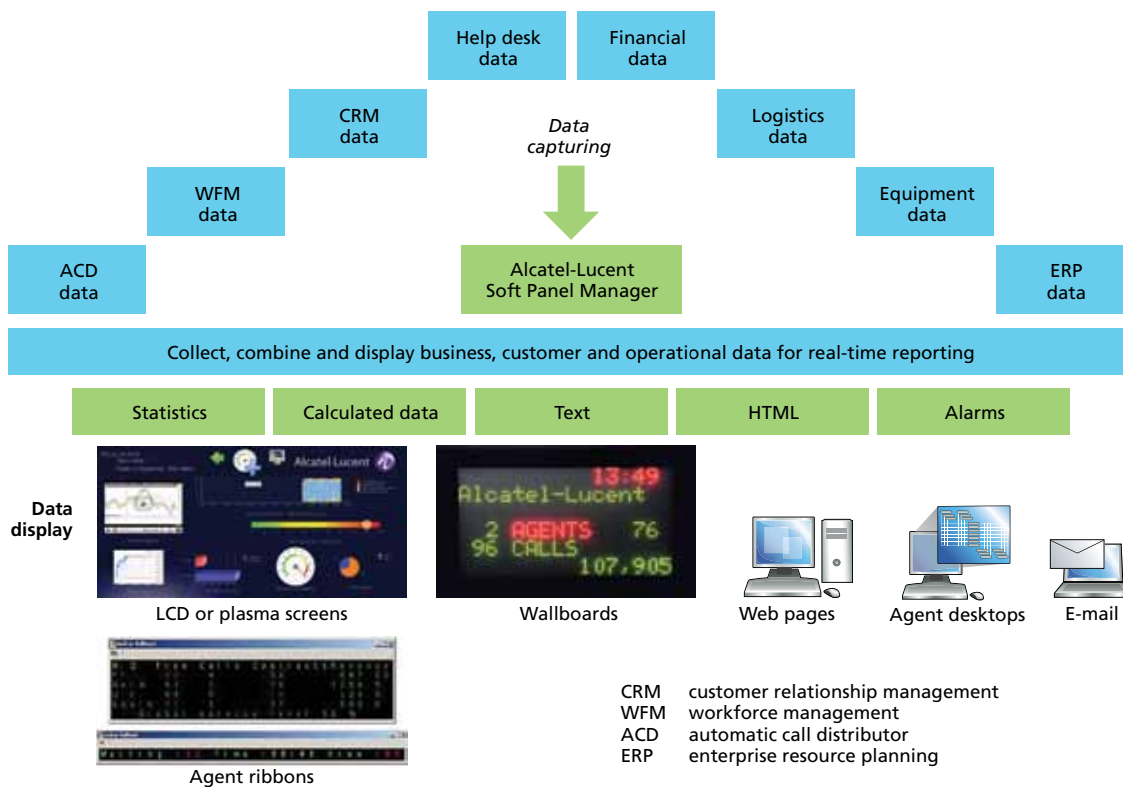 Help desk
data
Financial
data
CRM
data
Data
capturing
Logistics
data
WFM
data
Equipment
data
ACD
data
Alcatel-Lucent
Soft Panel Manager
ERP
data
Collect, combine and display business, customer and operational data for real-time reporting
Statistics
Calculated data
Text
HTML
Alarms
Data
display
Alcatel-Lucent
13:49
Alcatel-Lucent
2 AGENTS 76
96 CALLS
107,905
LCD or plasma screens
Wallboards
Web pages
Agent desktops
E-mail
Agent ribbons
CRM customer relationship management
WFM workforce management
ACD automatic call distributor
ERP enterprise resource planning